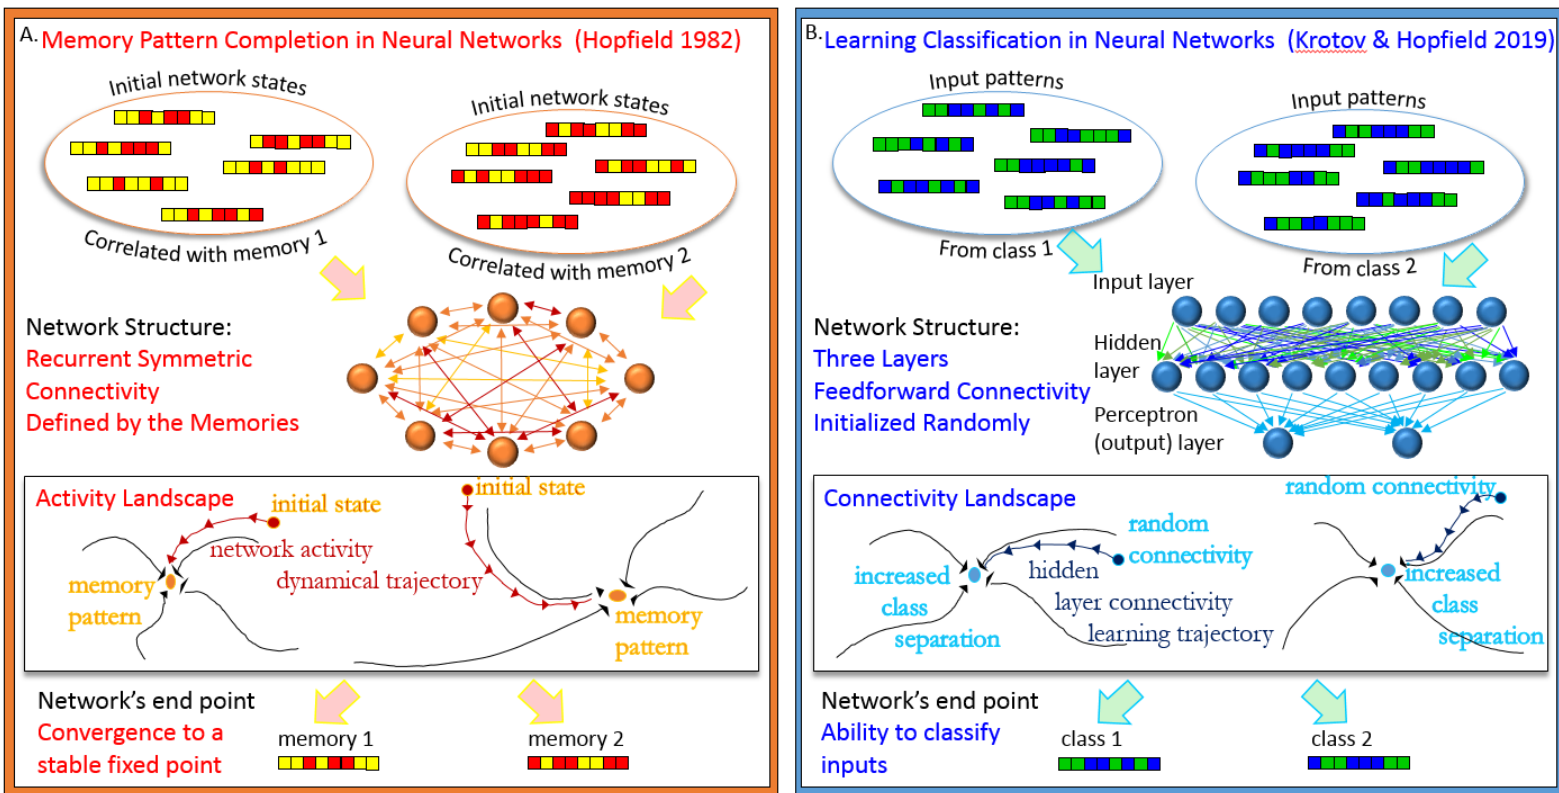 A. Memory Pattern Completion in Neural Networks (Hopfield 1982)
Initial network states
Initial network states
Correlated with memory 1
Correlated with memory 2
Network Structure:
Recurrent Symmetric
Connectivity
Defined by the Memories
Activity Landscape
initial state
initial state
network activity
dynamical trajectory
memory
pattern
memory
pattern
Network's end point
Convergence to a
stable fixed point
memory 1
memory 2
B. Learning Classification in Neural Networks (Krotov & Hopfield 2019)
Input patterns
Input patterns
From class 1
From class 2
Input layer
Hidden
layer
Perceptron
(output) layer
Network Structure:
Three Layers
Feedforward Connectivity
Initialized Randomly
Connectivity Landscape
random connectivity
random
connectivity
hidden
layer connectivity
learning trajectory
increased
class
separation
increased
class
separation
Network's end point
Ability to classify
inputs
class 1
class 2